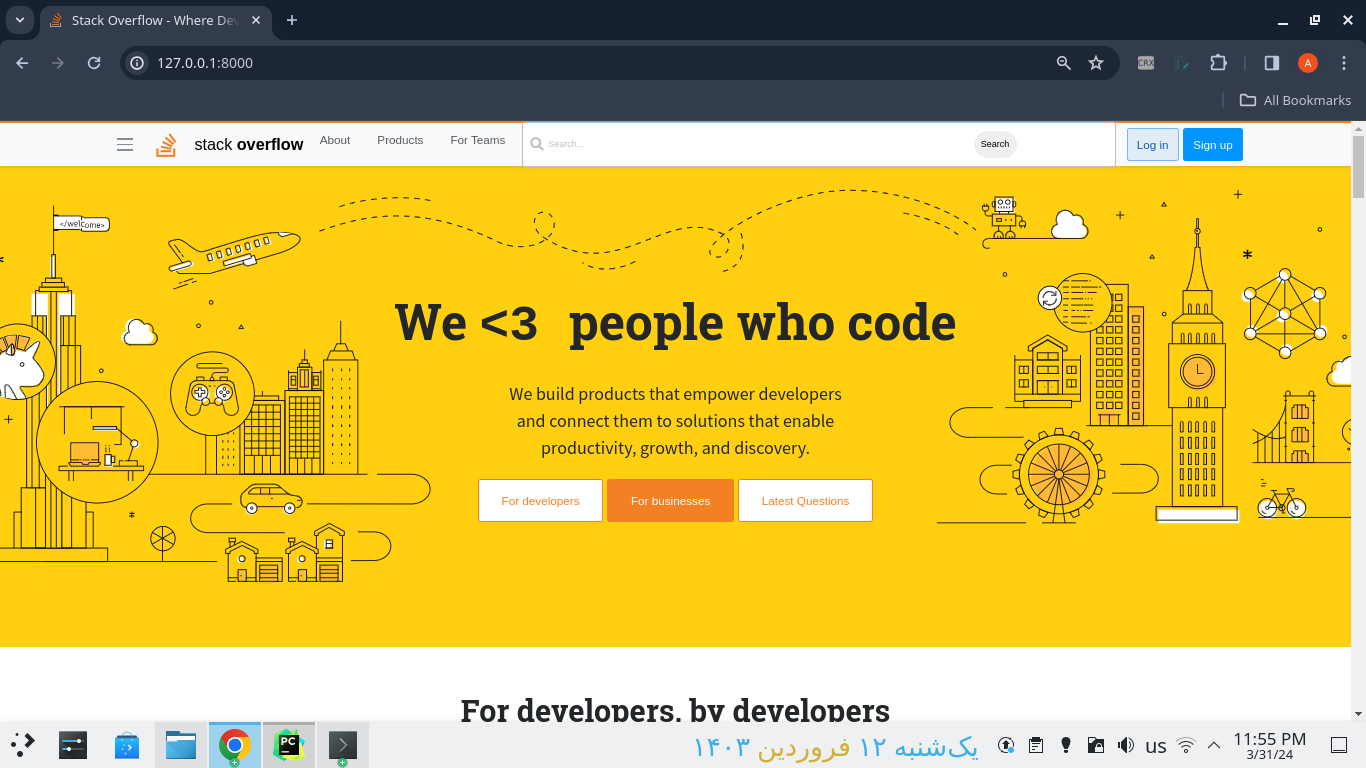 Stack Overflow - Where Dev
127.0.0.1:8000
CRX
A
All Bookmarks
stack overflow
About
Products
For Teams
Search...
Search
Log in
Sign up
</welcome>
We <3 people who code
We build products that empower developers
and connect them to solutions that enable
productivity, growth, and discovery.
For developers
For businesses
Latest Questions
For developers, by developers
PC
یک‌شنبه ۱۲ فروردین ۱۴۰۳
us
11:55 PM
3/31/24